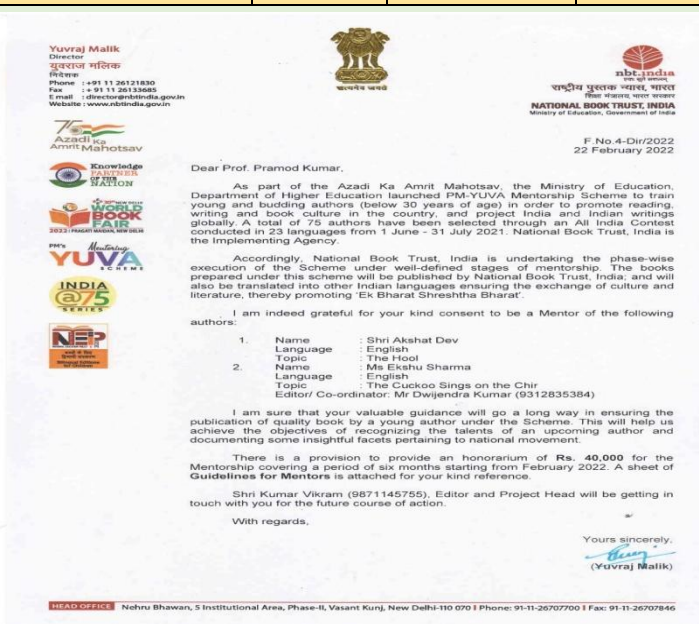 Yuvraj Malik
Director
युवराज मलिक
निदेशक
Phone : +91 11 26121830
Fax : + 91 11 26133685
E mail : director@nbtindia.gov.in
Website : www.nbtindia.gov.in
सत्यमेव जयते
nbt.india
एकः सूते सकलम्
राष्ट्रीय पुस्तक न्यास, भारत
शिक्षा मंत्रालय, भारत सरकार
NATIONAL BOOK TRUST, INDIA
Ministry of Education, Government of India
75
Azadi Ka
Amrit Mahotsav
Knowledge
PARTNER
OF THE
NATION
NEW DELHI
WORLD
BOOK
FAIR
2022 : PRAGATI MAIDAN, NEW DELHI
PM's Mentoring
YUVA
SCHEME
INDIA
@75
SERIES
NEP
F.No.4-Dir/2022
22 February 2022
Dear Prof. Pramod Kumar,
As part of the Azadi Ka Amrit Mahotsav, the Ministry of Education,
Department of Higher Education launched PM-YUVA Mentorship Scheme to train
young and budding authors (below 30 years of age) in order to promote reading,
writing and book culture in the country, and project India and Indian writings
globally. A total of 75 authors have been selected through an All India Contest
conducted in 23 languages from 1 June - 31 July 2021. National Book Trust, India is
the Implementing Agency.
Accordingly, National Book Trust, India is undertaking the phase-wise
execution of the Scheme under well-defined stages of mentorship. The books
prepared under this scheme will be published by National Book Trust, India; and will
also be translated into other Indian languages ensuring the exchange of culture and
literature, thereby promoting 'Ek Bharat Shreshtha Bharat'.
I am indeed grateful for your kind consent to be a Mentor of the following
authors:
1. Name : Shri Akshat Dev
Language : English
Topic : The Hool
2. Name : Ms Ekshu Sharma
Language : English
Topic : The Cuckoo Sings on the Chir
Editor/ Co-ordinator: Mr Dwijendra Kumar (9312835384)
I am sure that your valuable guidance will go a long way in ensuring the
publication of quality book by a young author under the Scheme. This will help us
achieve the objectives of recognizing the talents of an upcoming author and
documenting some insightful facets pertaining to national movement.
There is a provision to provide an honorarium of Rs. 40,000 for the
Mentorship covering a period of six months starting from February 2022. A sheet of
Guidelines for Mentors is attached for your kind reference.
Shri Kumar Vikram (9871145755), Editor and Project Head will be getting in
touch with you for the future course of action.
With regards,
Yours sincerely,
(Yuvraj Malik)
HEAD OFFICE Nehru Bhawan, 5 Institutional Area, Phase-II, Vasant Kunj, New Delhi-110 070 I Phone: 91-11-26707700 I Fax: 91-11-26707846